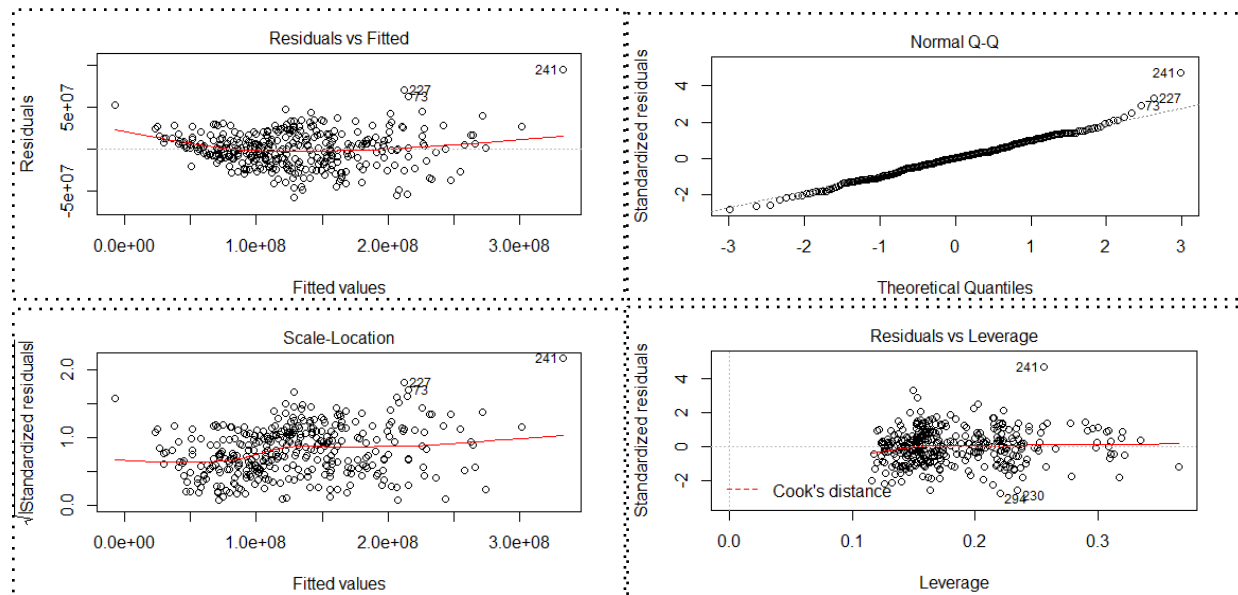 Residuals vs Fitted
Residuals
5e+07
-5e+07
241
227
73
0.0e+00 1.0e+08 2.0e+08 3.0e+08
Fitted values
Normal Q-Q
Standardized residuals
4
2
0
-2
241
227
73
-3 -2 -1 0 1 2 3
Theoretical Quantiles
Scale-Location
√|Standardized residuals|
2.0
1.0
0.0
241
227
73
0.0e+00 1.0e+08 2.0e+08 3.0e+08
Fitted values
Residuals vs Leverage
Standardized residuals
4
2
0
-2
241
Cook's distance
294
230
0.0 0.1 0.2 0.3
Leverage